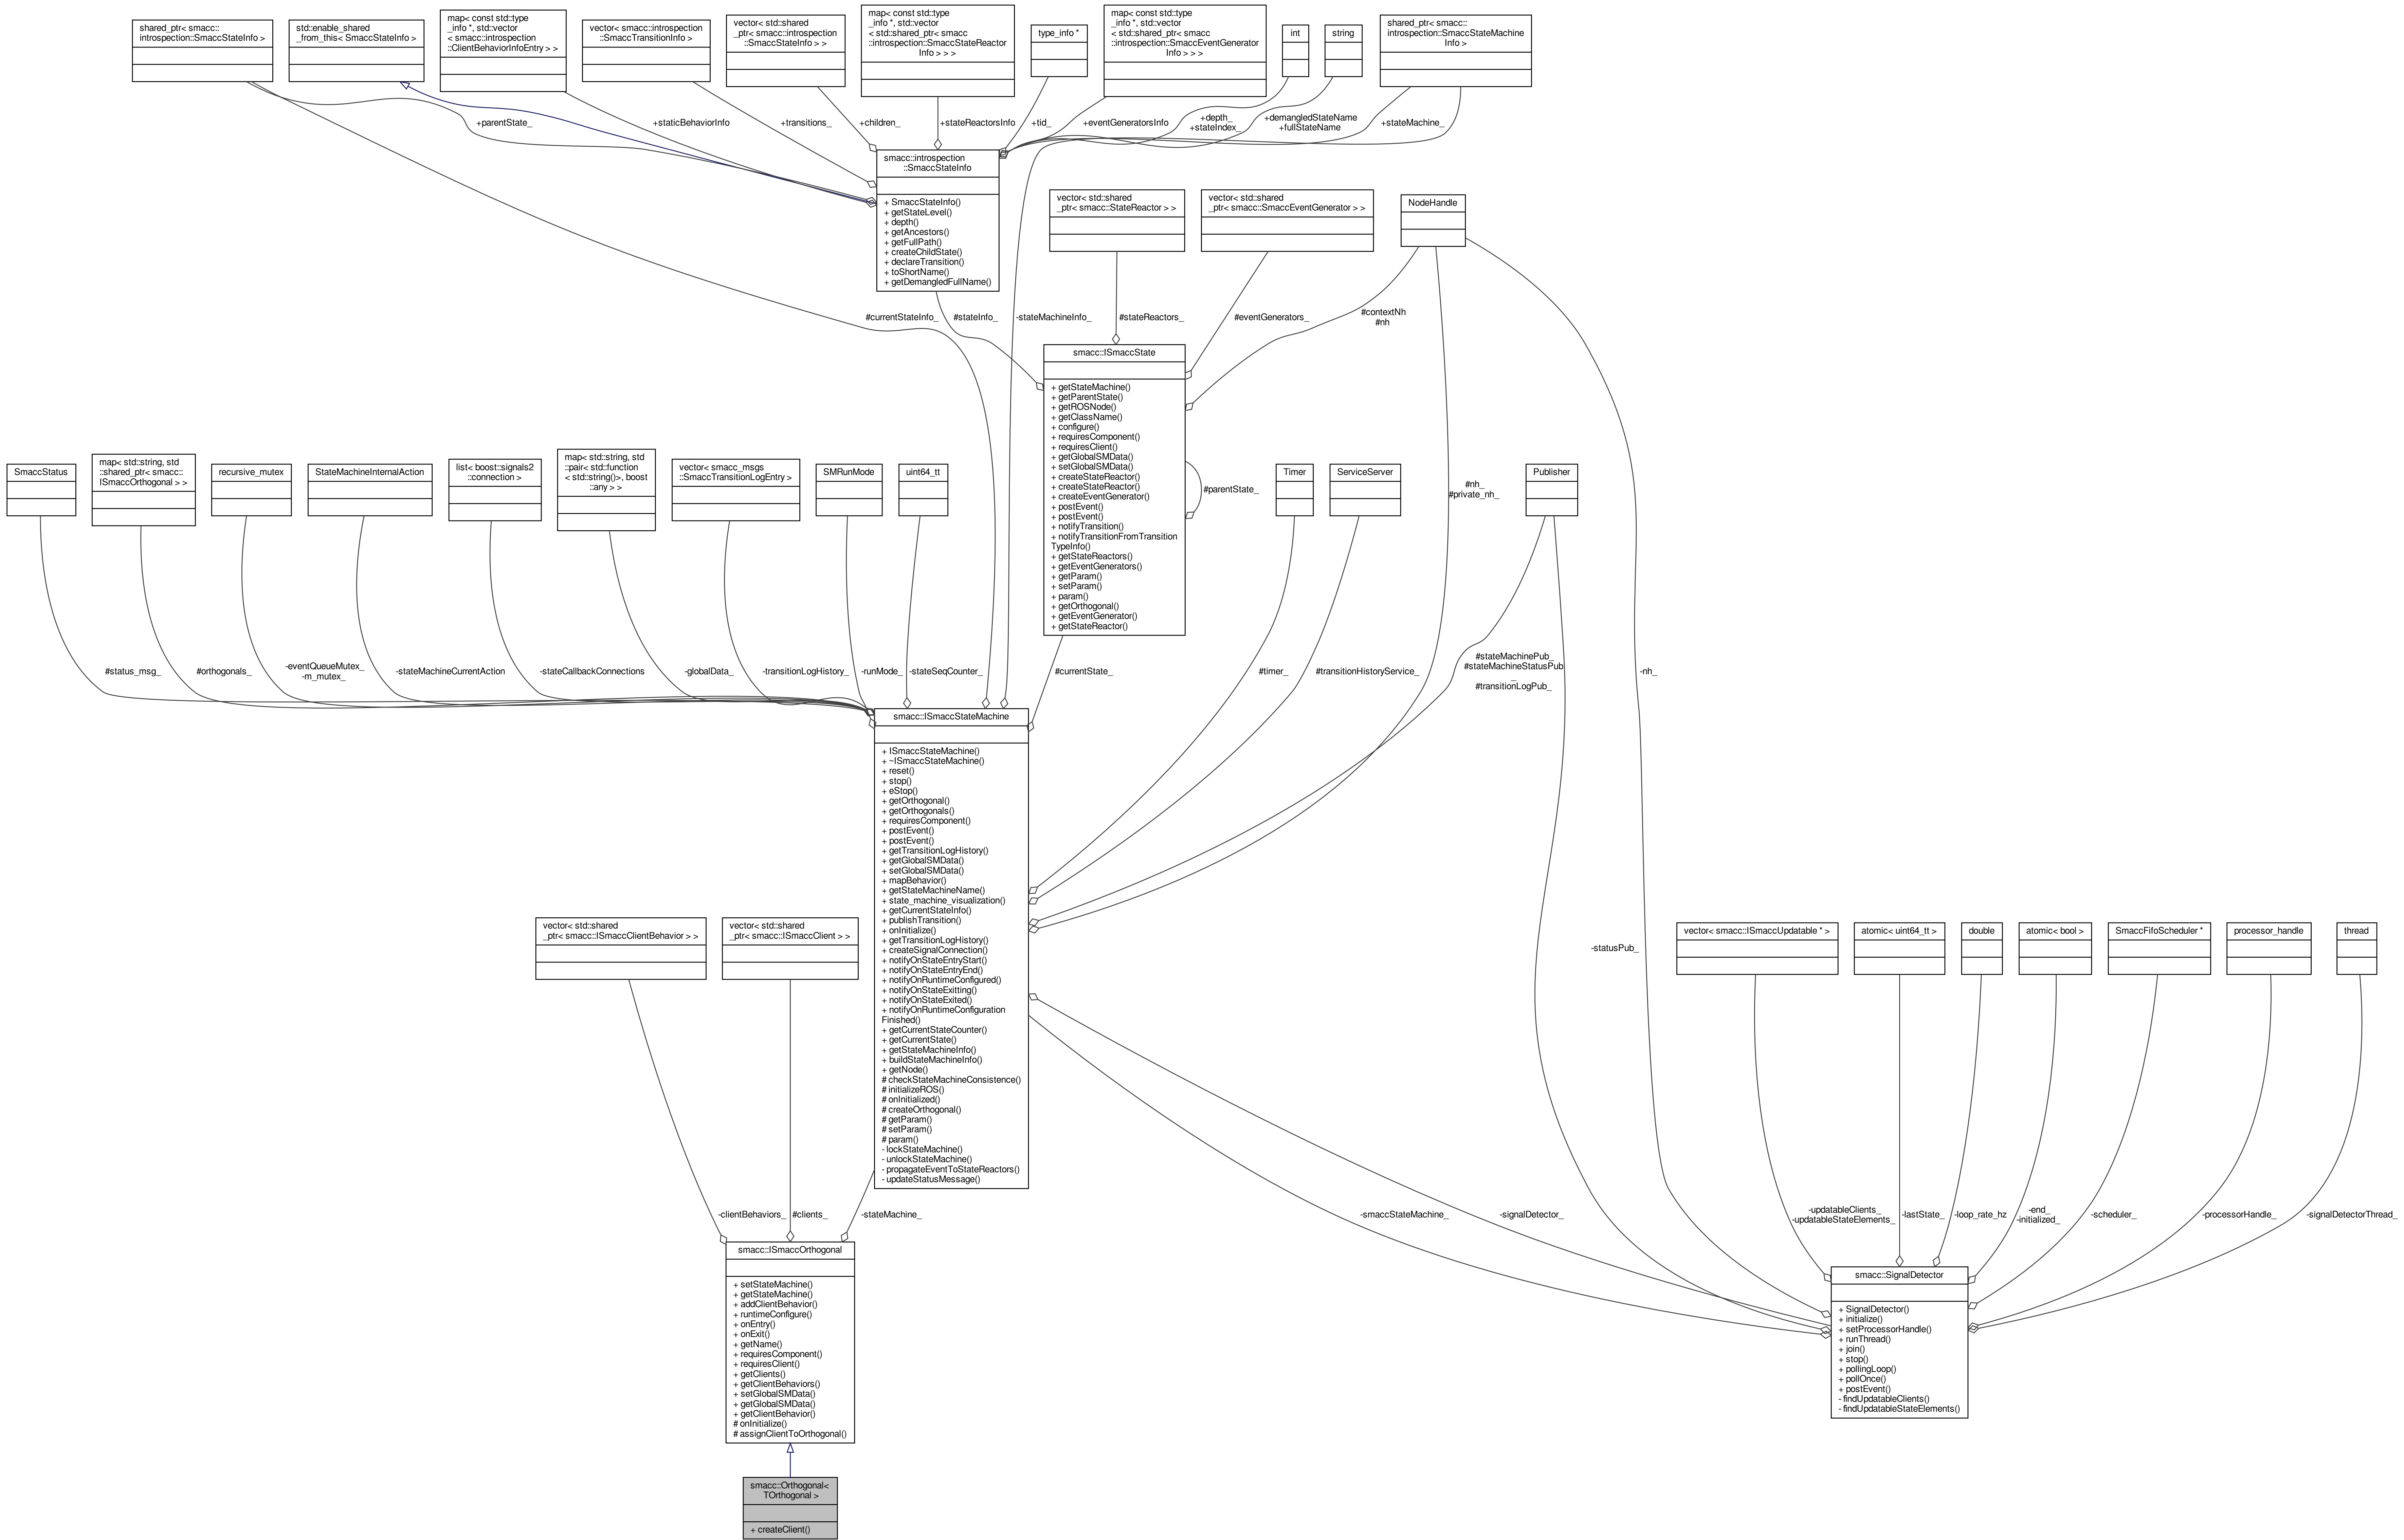 shared_ptr< smacc::
introspection::SmaccStateInfo >
std::enable_shared
_from_this< SmaccStateInfo >
map< const std::type
_info *, std::vector
< smacc::introspection
::ClientBehaviorInfoEntry > >
vector< smacc::introspection
::SmaccTransitionInfo >
vector< std::shared
_ptr< smacc::introspection
::SmaccStateInfo > >
map< const std::type
_info *, std::vector
< std::shared_ptr< smacc
::introspection::SmaccStateReactor
Info > > >
type_info *
map< const std::type
_info *, std::vector
< std::shared_ptr< smacc
::introspection::SmaccEventGenerator
Info > > >
int
string
shared_ptr< smacc::
introspection::SmaccStateMachine
Info >
+parentState_
+staticBehaviorInfo
+transitions_
+children_
+stateReactorsInfo
+tid_
+eventGeneratorsInfo
+depth_
+stateIndex_
+demangledStateName
+fullStateName
+stateMachine_
smacc::introspection
::SmaccStateInfo
+ SmaccStateInfo()
+ getStateLevel()
+ depth()
+ getAncestors()
+ getFullPath()
+ createChildState()
+ declareTransition()
+ toShortName()
+ getDemangledFullName()
vector< std::shared
_ptr< smacc::StateReactor > >
vector< std::shared
_ptr< smacc::SmaccEventGenerator > >
NodeHandle
#currentStateInfo_
#stateInfo_
-stateMachineInfo_
#stateReactors_
#eventGenerators_
#contextNh
#nh
smacc::ISmaccState
+ getStateMachine()
+ getParentState()
+ getROSNode()
+ getClassName()
+ configure()
+ requiresComponent()
+ requiresClient()
+ getGlobalSMData()
+ setGlobalSMData()
+ createStateReactor()
+ createStateReactor()
+ createEventGenerator()
+ postEvent()
+ postEvent()
+ notifyTransition()
+ notifyTransitionFromTransition
TypeInfo()
+ getStateReactors()
+ getEventGenerators()
+ getParam()
+ setParam()
+ param()
+ getOrthogonal()
+ getEventGenerator()
+ getStateReactor()
#parentState_
SmaccStatus
map< std::string, std
::shared_ptr< smacc::
ISmaccOrthogonal > >
recursive_mutex
StateMachineInternalAction
list< boost::signals2
::connection >
map< std::string, std
::pair< std::function
< std::string()>, boost
::any > >
vector< smacc_msgs
::SmaccTransitionLogEntry >
SMRunMode
uint64_tt
Timer
ServiceServer
#nh_
#private_nh_
Publisher
#status_msg_
#orthogonals_
-eventQueueMutex_
-m_mutex_
-stateMachineCurrentAction
-stateCallbackConnections
-globalData_
-transitionLogHistory_
-runMode_
-stateSeqCounter_
#currentState_
#timer_
#transitionHistoryService_
#stateMachinePub_
#stateMachineStatusPub
_
#transitionLogPub_
-nh_
smacc::ISmaccStateMachine
+ ISmaccStateMachine()
+ ~ISmaccStateMachine()
+ reset()
+ stop()
+ eStop()
+ getOrthogonal()
+ getOrthogonals()
+ requiresComponent()
+ postEvent()
+ postEvent()
+ getTransitionLogHistory()
+ getGlobalSMData()
+ setGlobalSMData()
+ mapBehavior()
+ getStateMachineName()
+ state_machine_visualization()
+ getCurrentStateInfo()
+ publishTransition()
+ onInitialize()
+ getTransitionLogHistory()
+ createSignalConnection()
+ notifyOnStateEntryStart()
+ notifyOnStateEntryEnd()
+ notifyOnRuntimeConfigured()
+ notifyOnStateExitting()
+ notifyOnStateExited()
+ notifyOnRuntimeConfiguration
Finished()
+ getCurrentStateCounter()
+ getCurrentState()
+ getStateMachineInfo()
+ buildStateMachineInfo()
+ getNode()
# checkStateMachineConsistence()
# initializeROS()
# onInitialized()
# createOrthogonal()
# getParam()
# setParam()
# param()
- lockStateMachine()
- unlockStateMachine()
- propagateEventToStateReactors()
- updateStatusMessage()
vector< std::shared
_ptr< smacc::ISmaccClientBehavior > >
vector< std::shared
_ptr< smacc::ISmaccClient > >
-statusPub_
vector< smacc::ISmaccUpdatable * >
atomic< uint64_tt >
double
atomic< bool >
SmaccFifoScheduler *
processor_handle
thread
-clientBehaviors_
#clients_
-stateMachine_
-smaccStateMachine_
-signalDetector_
-updatableClients_
-updatableStateElements_
-lastState_
-loop_rate_hz
-end_
-initialized_
-scheduler_
-processorHandle_
-signalDetectorThread_
smacc::ISmaccOrthogonal
+ setStateMachine()
+ getStateMachine()
+ addClientBehavior()
+ runtimeConfigure()
+ onEntry()
+ onExit()
+ getName()
+ requiresComponent()
+ requiresClient()
+ getClients()
+ getClientBehaviors()
+ setGlobalSMData()
+ getGlobalSMData()
+ getClientBehavior()
# onInitialize()
# assignClientToOrthogonal()
smacc::SignalDetector
+ SignalDetector()
+ initialize()
+ setProcessorHandle()
+ runThread()
+ join()
+ stop()
+ pollingLoop()
+ pollOnce()
+ postEvent()
- findUpdatableClients()
- findUpdatableStateElements()
smacc::Orthogonal<
TOrthogonal >
+ createClient()